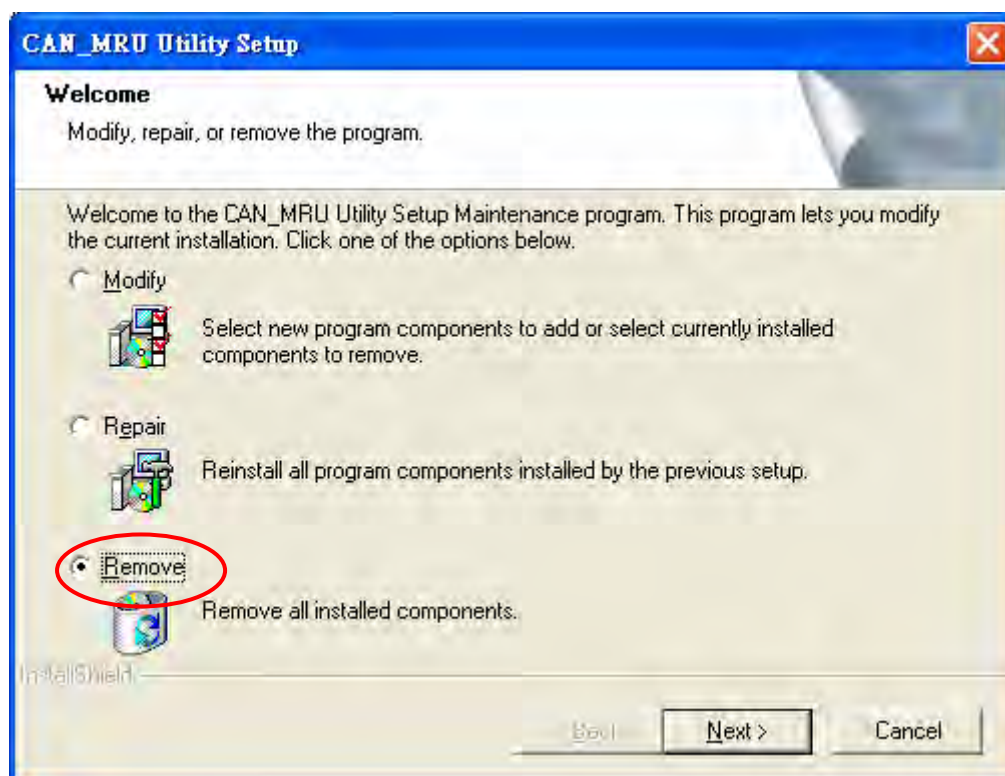 CAN_MRU Utility Setup
Welcome
Modify, repair, or remove the program.
Welcome to the CAN_MRU Utility Setup Maintenance program. This program lets you modify
the current installation. Click one of the options below.
Modify
Select new program components to add or select currently installed
components to remove.
Repair
Reinstall all program components installed by the previous setup.
Remove
Remove all installed components.
InstallShield
Back
Next >
Cancel